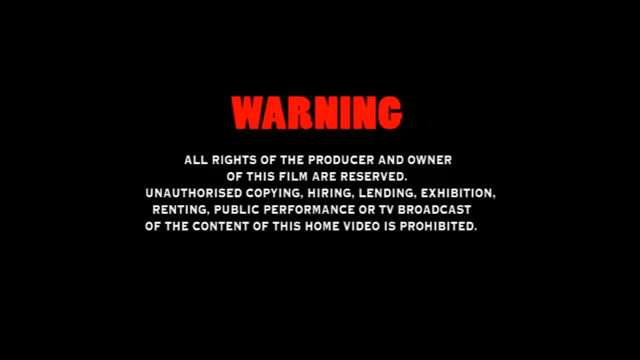 WARNING
ALL RIGHTS OF THE PRODUCER AND OWNER
OF THIS FILM ARE RESERVED.
UNAUTHORISED COPYING, HIRING, LENDING, EXHIBITION,
RENTING, PUBLIC PERFORMANCE OR TV BROADCAST
OF THE CONTENT OF THIS HOME VIDEO IS PROHIBITED.